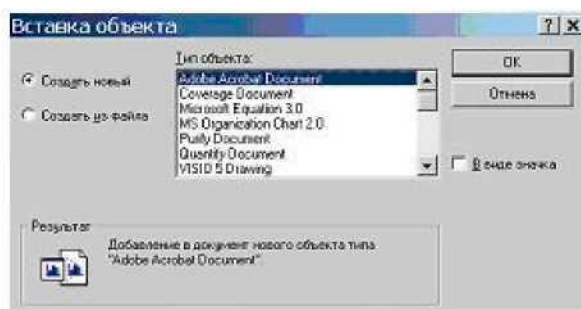 Вставка объекта
Тип объекта:
Создать новый
Создать из файла
Adobe Acrobat Document
Coverage Document
Microsoft Equation 3.0
MS Organization Chart 2.0
Purify Document
Quantify Document
VISIO 5 Drawing
OK
Отмена
В виде значка
Результат
Добавление в документ нового объекта типа
"Adobe Acrobat Document".